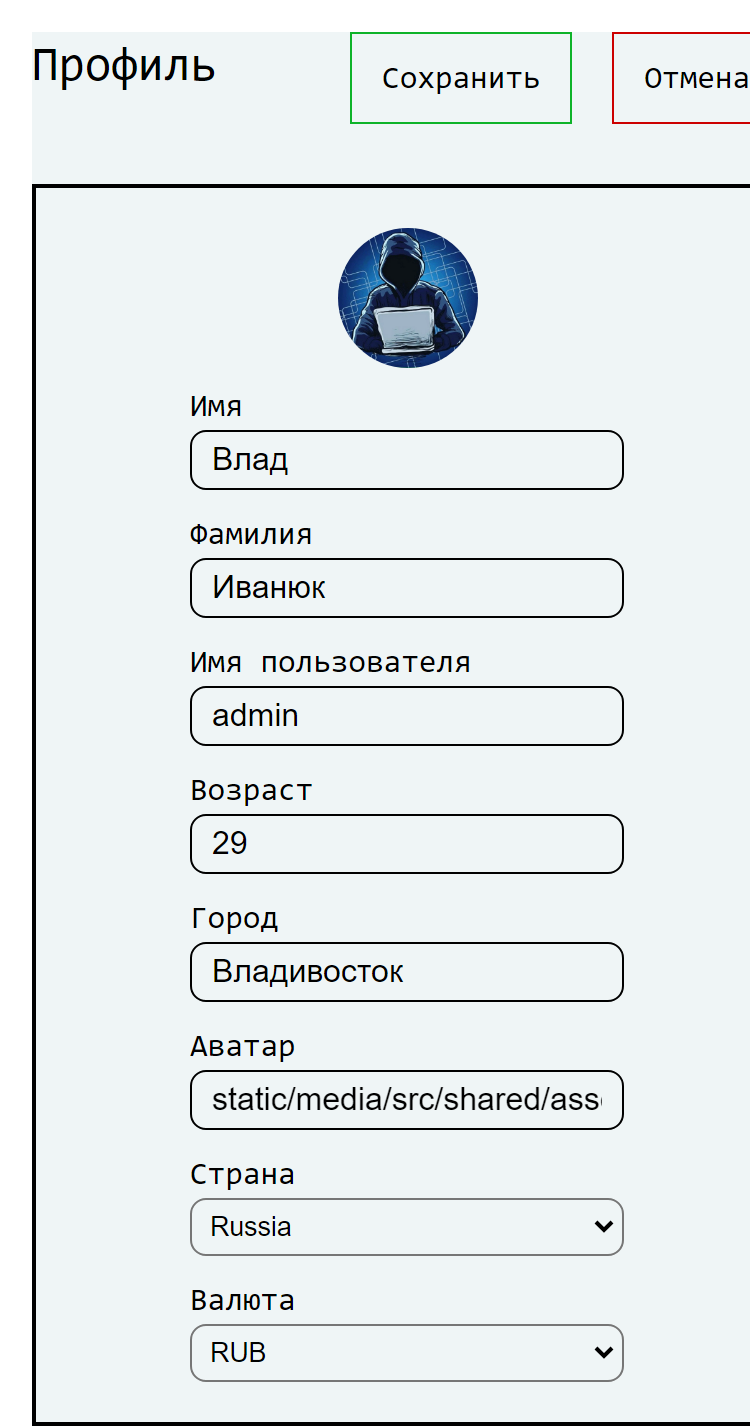 Профиль
Сохранить
Отмена
Имя
Влад
Фамилия
Иванюк
Имя пользователя
admin
Возраст
29
Город
Владивосток
Аватар
static/media/src/shared/ass
Страна
Russia
Валюта
RUB